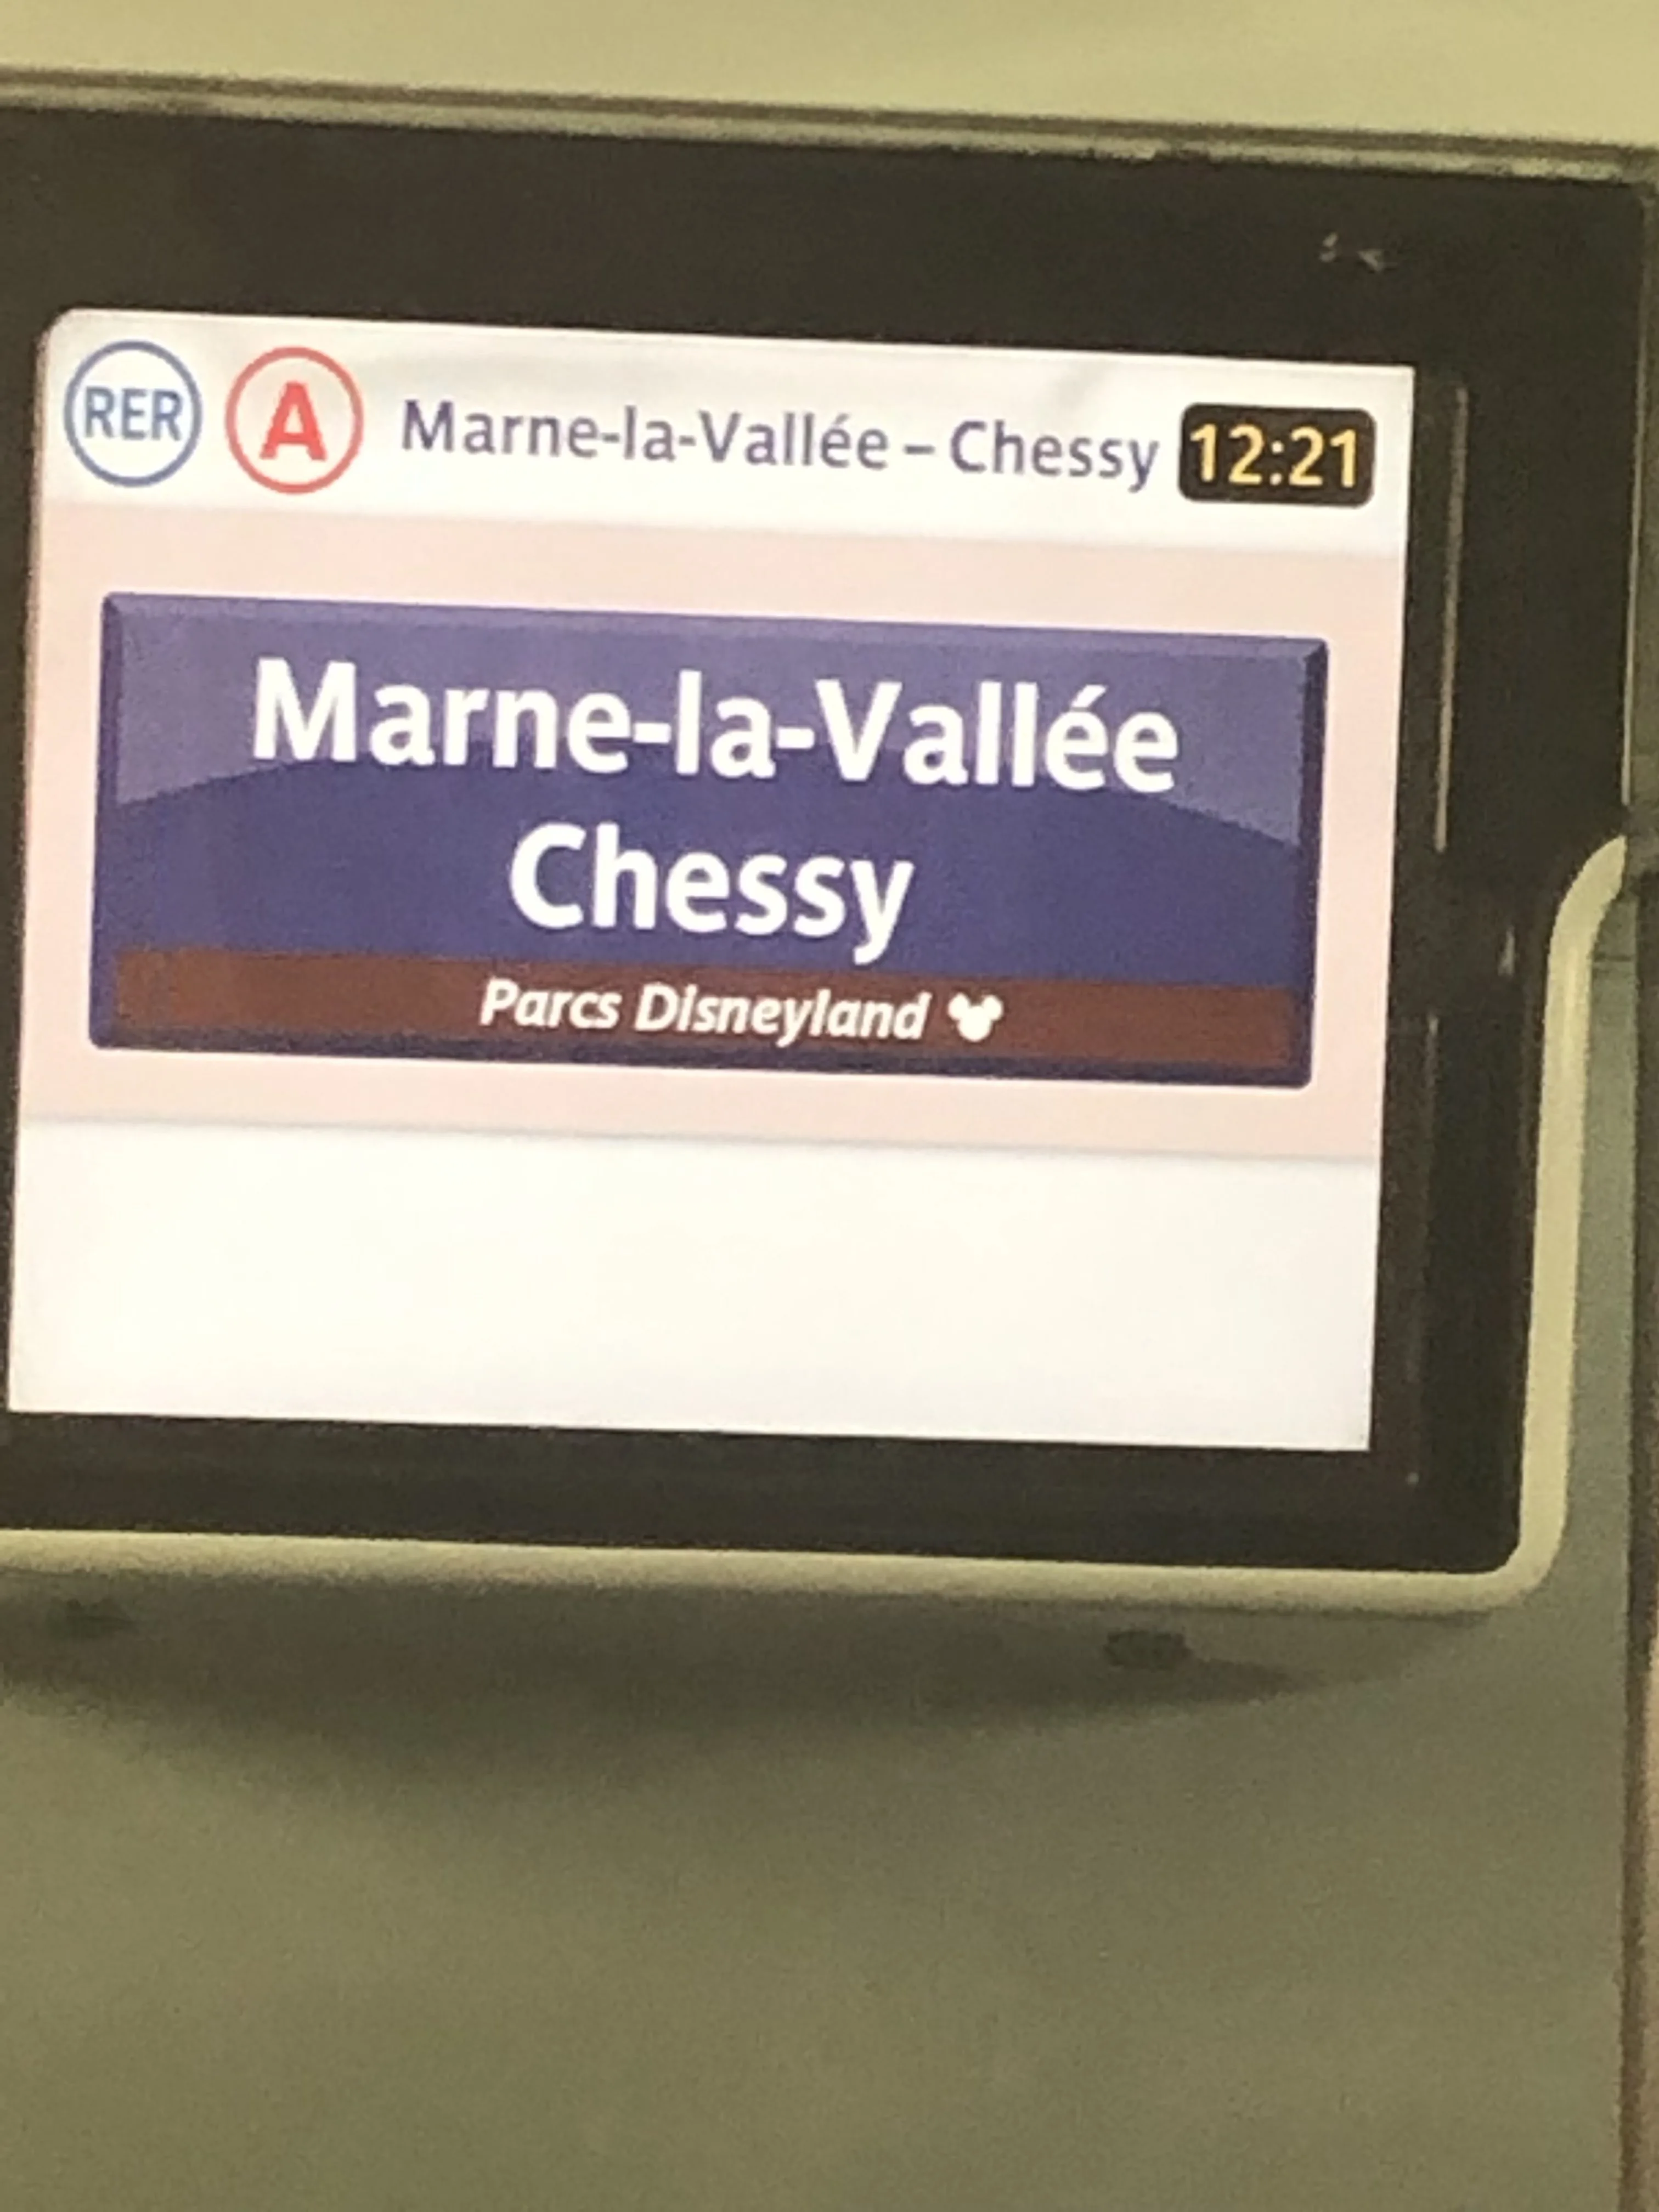 RER A Marne-la-Vallée – Chessy 12:21
Marne-la-Vallée
Chessy
Parcs Disneyland